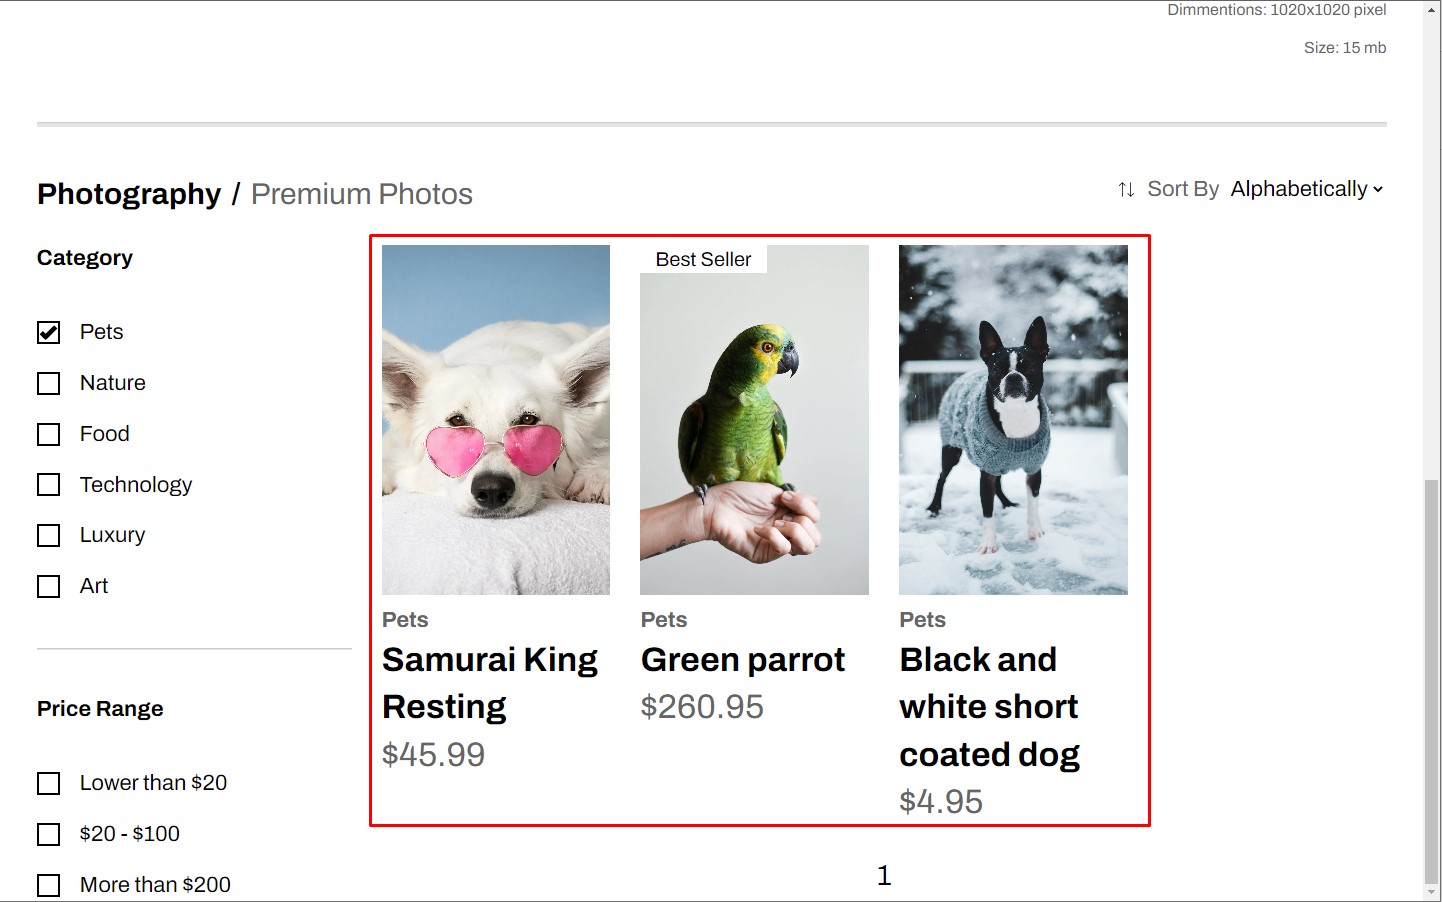 Dimmentions: 1020x1020 pixel
Size: 15 mb
Photography / Premium Photos
Sort By Alphabetically
Category
Pets
Nature
Food
Technology
Luxury
Art
Price Range
Lower than $20
$20 - $100
More than $200
Best Seller
Pets
Samurai King
Resting
$45.99
Pets
Green parrot
$260.95
Pets
Black and
white short
coated dog
$4.95
1